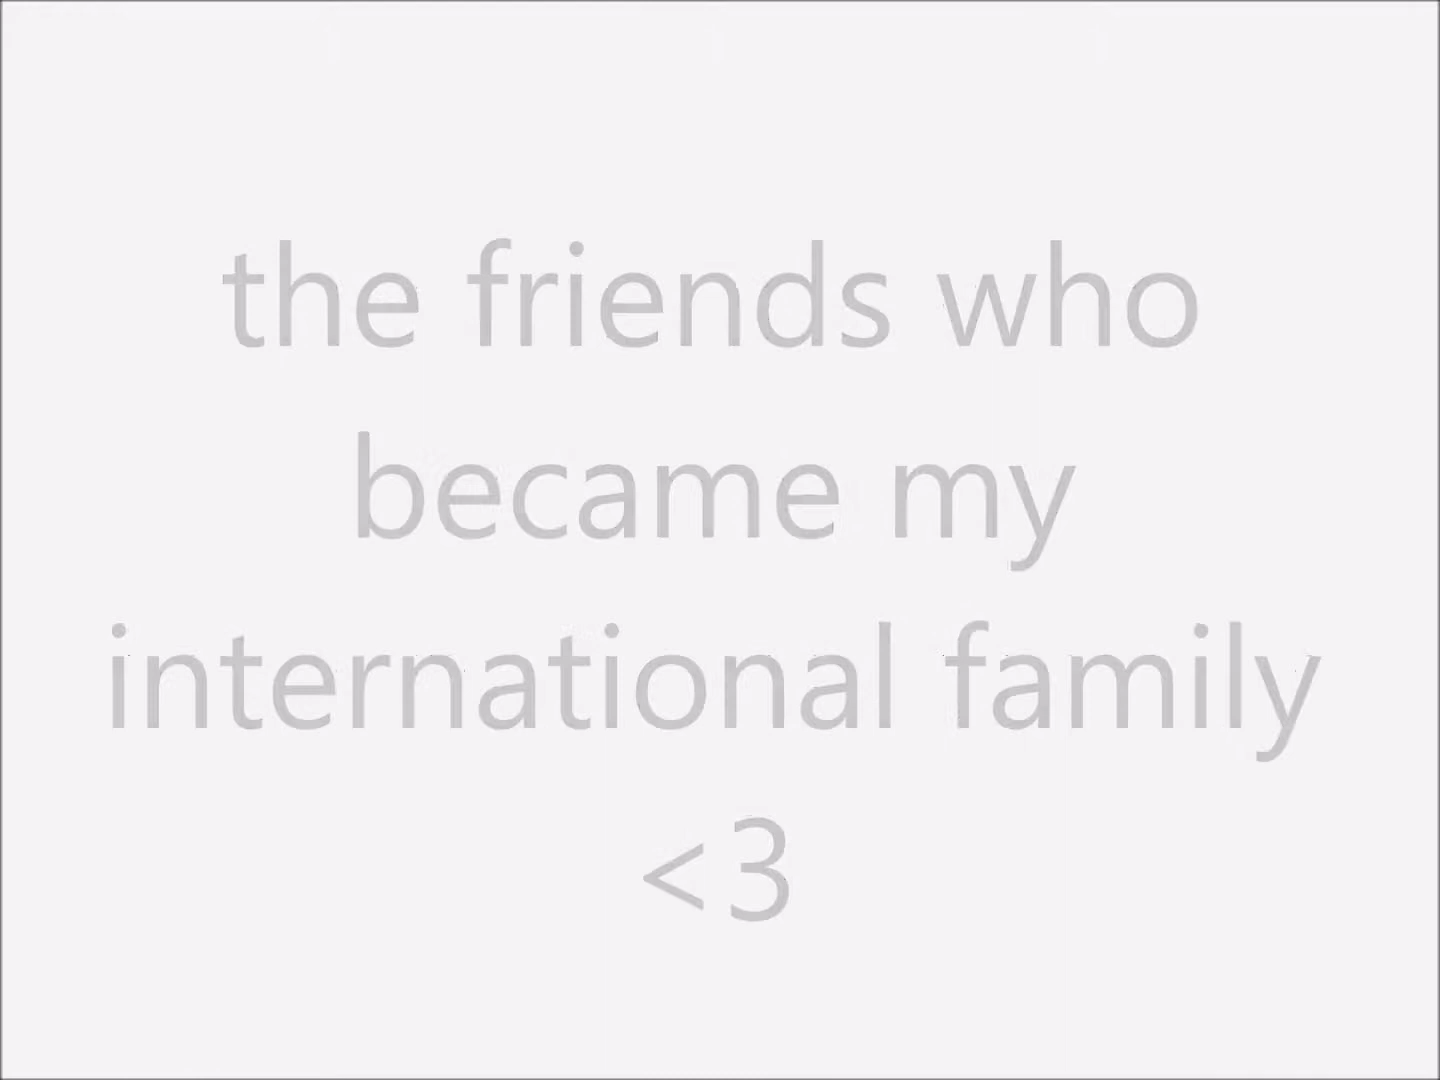 the friends who
became my
international family
<3